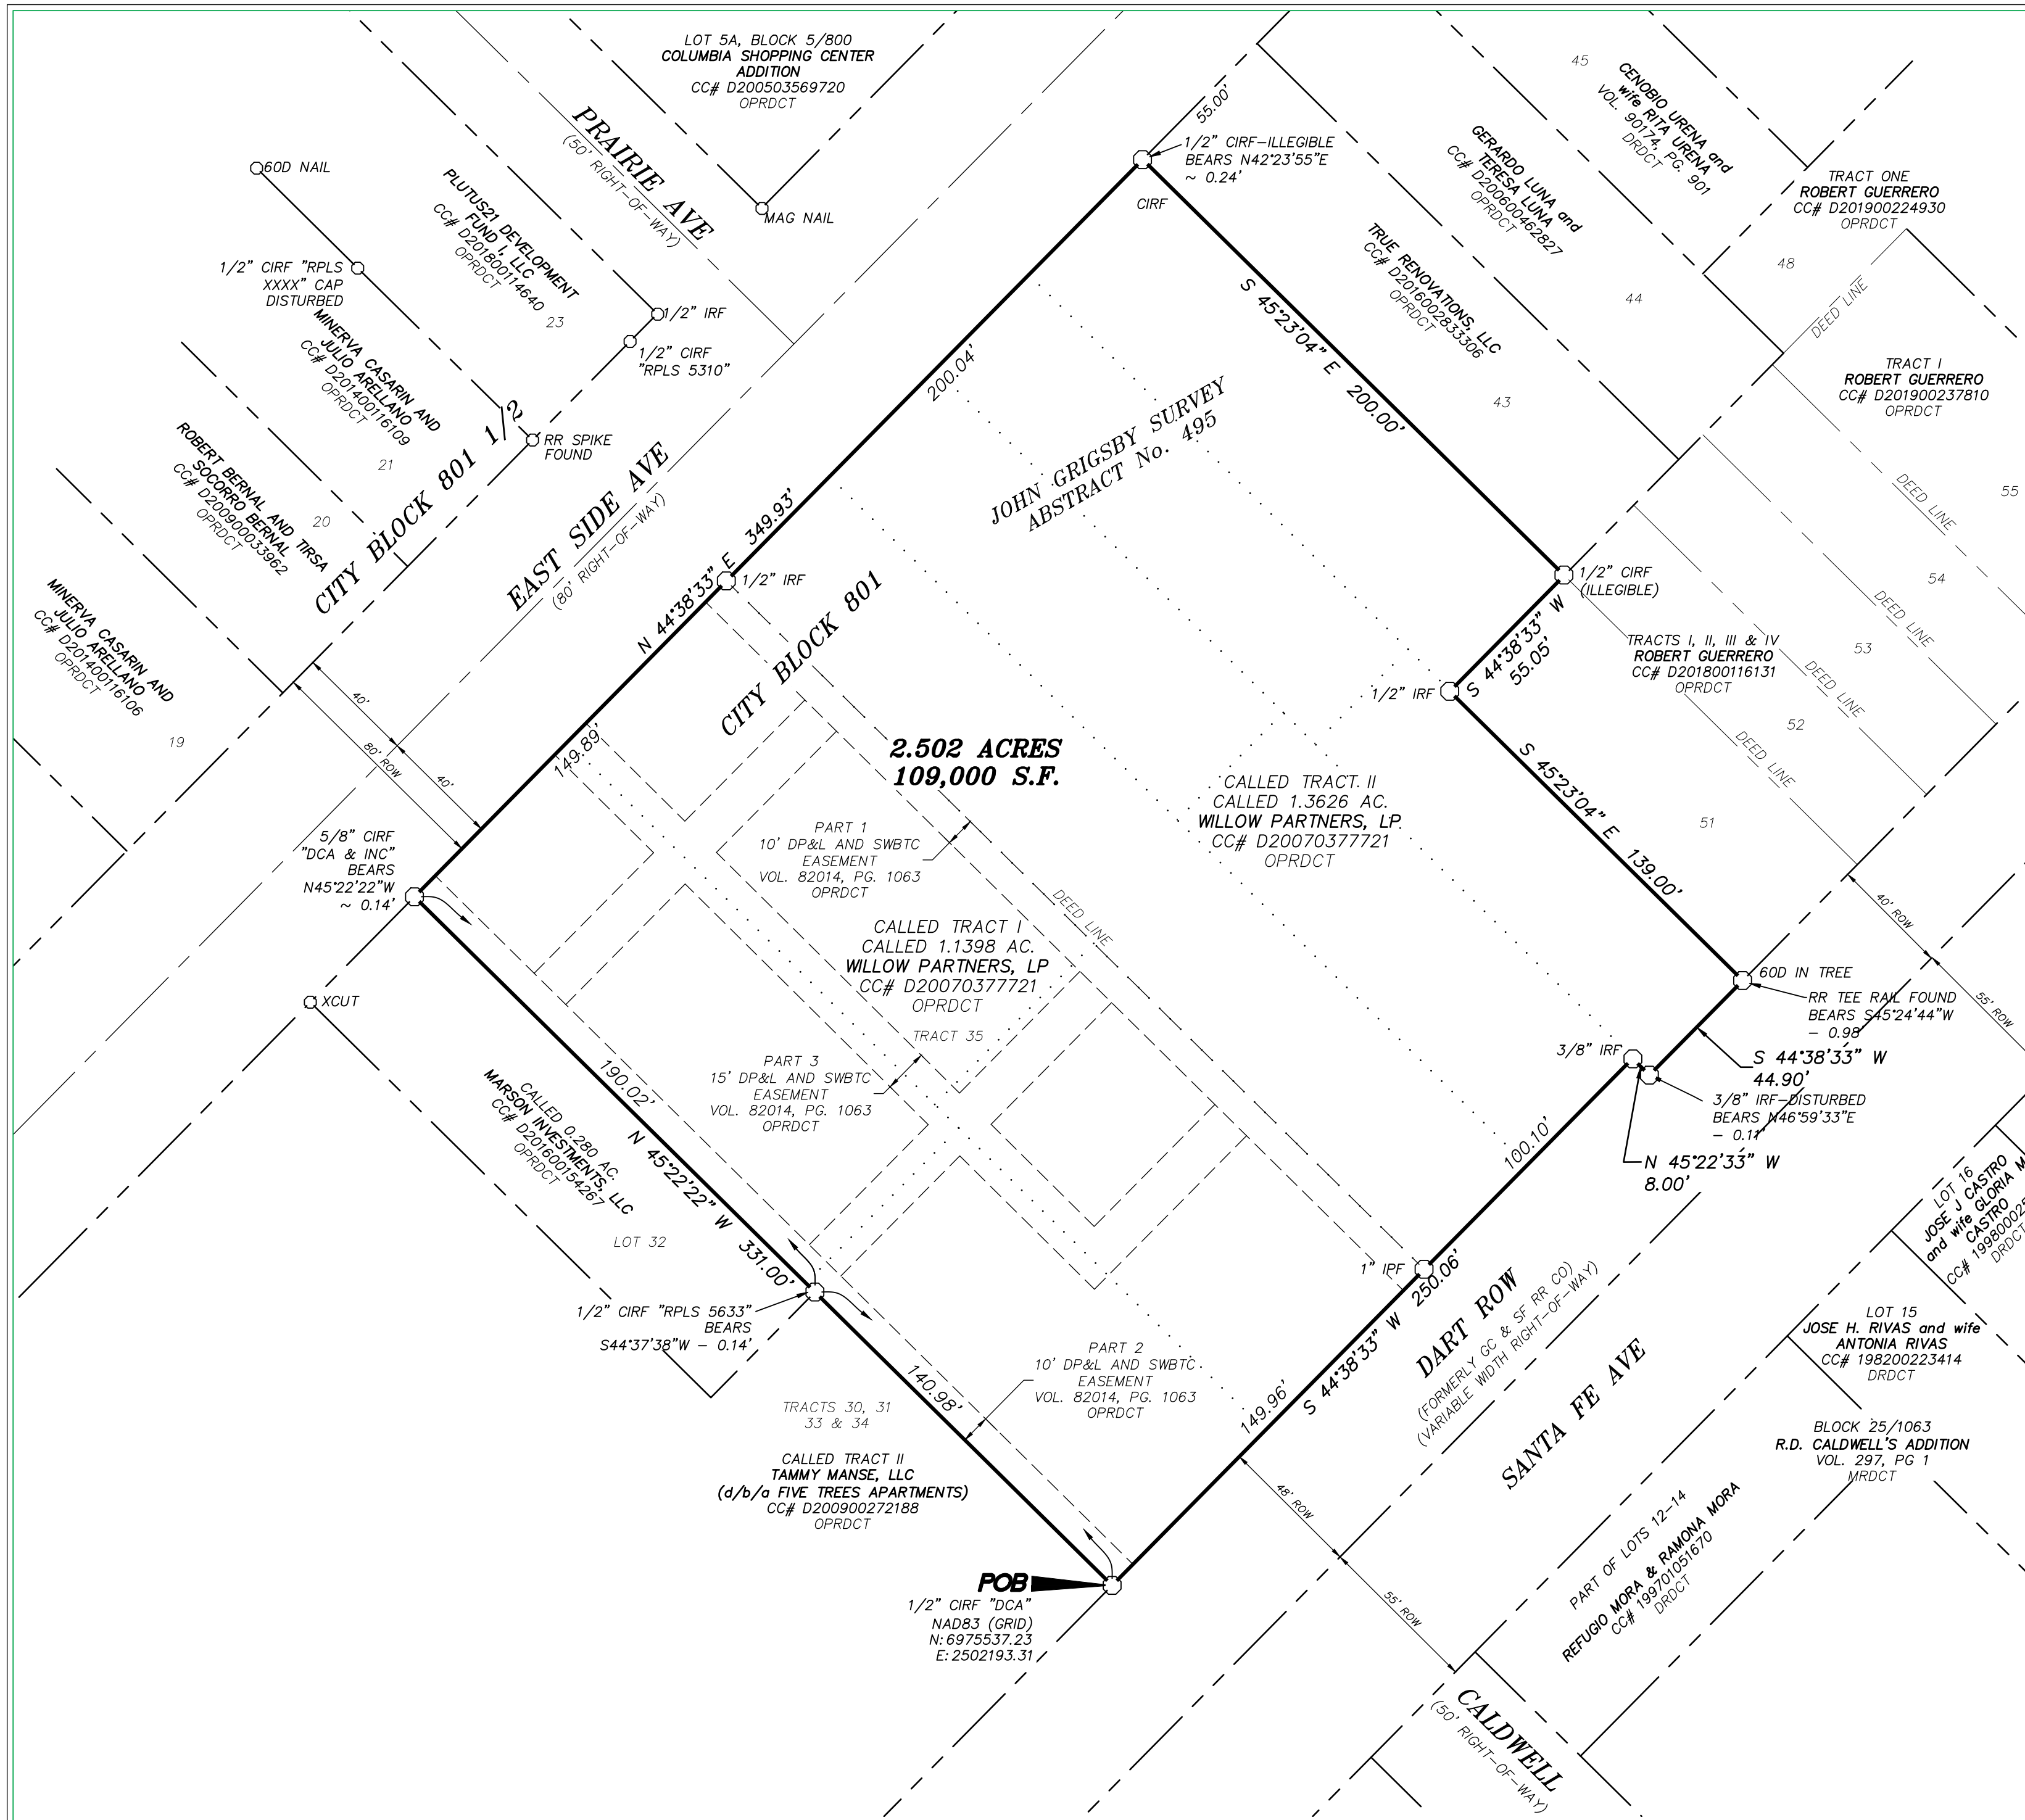 LOT 5A, BLOCK 5/800
COLUMBIA SHOPPING CENTER
ADDITION
CC# D200503569720
OPRDCT
PRAIRIE AVE
(50' RIGHT-OF-WAY)
MAG NAIL
60D NAIL
PLUTUS21 DEVELOPMENT
FUND I, LLC
CC# D201800114640
OPRDCT
23
1/2" CIRF "RPLS
XXXX" CAP
DISTURBED
1/2" IRF
1/2" CIRF
"RPLS 5310"
MINERVA CASARIN AND
JULIO ARELLANO
CC# D201400116109
OPRDCT
21
RR SPIKE
FOUND
ROBERT BERNAL AND TIRSA
SOCORRO BERNAL
CC# D200900033962
OPRDCT
20
CITY BLOCK 801 1/2
MINERVA CASARIN AND
JULIO ARELLANO
CC# D201400116106
OPRDCT
19
EAST SIDE AVE
(80' RIGHT-OF-WAY)
40'
80' ROW
40'
55.00'
1/2" CIRF-ILLEGIBLE
BEARS N42°23'55"E
~ 0.24'
CIRF
45
CENOBIO URENA and
wife RITA URENA
VOL. 90174, PG. 901
DRDCT
GERARDO LUNA and
TERESA LUNA
CC# D200600462827
OPRDCT
44
TRUE RENOVATIONS, LLC
CC# D201600283306
OPRDCT
43
TRACT ONE
ROBERT GUERRERO
CC# D201900224930
OPRDCT
48
DEED LINE
TRACT I
ROBERT GUERRERO
CC# D201900237810
OPRDCT
55
DEED LINE
54
DEED LINE
53
DEED LINE
52
DEED LINE
51
TRACTS I, II, III & IV
ROBERT GUERRERO
CC# D201800116131
OPRDCT
S 45°23'04" E 200.00'
200.04'
N 44°38'33" E 349.93'
1/2" IRF
149.89'
JOHN GRIGSBY SURVEY
ABSTRACT No. 495
CITY BLOCK 801
1/2" CIRF
(ILLEGIBLE)
S 44°38'33" W
55.05'
1/2" IRF
S 45°23'04" E 139.00'
2.502 ACRES
109,000 S.F.
CALLED TRACT II
CALLED 1.3626 AC.
WILLOW PARTNERS, LP
CC# D20070377721
OPRDCT
PART 1
10' DP&L AND SWBTC
EASEMENT
VOL. 82014, PG. 1063
OPRDCT
5/8" CIRF
"DCA & INC"
BEARS
N45°22'22"W
~ 0.14'
XCUT
DEED LINE
CALLED TRACT I
CALLED 1.1398 AC.
WILLOW PARTNERS, LP
CC# D20070377721
OPRDCT
TRACT 35
PART 3
15' DP&L AND SWBTC
EASEMENT
VOL. 82014, PG. 1063
OPRDCT
190.02'
N 45°22'22" W 331.00'
CALLED 0.280 AC.
MARSON INVESTMENTS, LLC
CC# D201600154267
OPRDCT
LOT 32
1/2" CIRF "RPLS 5633"
BEARS
S44°37'38"W - 0.14'
140.98'
TRACTS 30, 31
33 & 34
CALLED TRACT II
TAMMY MANSE, LLC
(d/b/a FIVE TREES APARTMENTS)
CC# D200900272188
OPRDCT
PART 2
10' DP&L AND SWBTC
EASEMENT
VOL. 82014, PG. 1063
OPRDCT
POB
1/2" CIRF "DCA"
NAD83 (GRID)
N: 6975537.23
E: 2502193.31
60D IN TREE
RR TEE RAIL FOUND
BEARS S45°24'44"W
- 0.98
S 44°38'33" W
44.90'
3/8" IRF
3/8" IRF-DISTURBED
BEARS N46°59'33"E
- 0.11'
N 45°22'33" W
8.00'
40' ROW
55' ROW
100.10'
1" IPF
S 44°38'33" W 250.06'
149.96'
DART ROW
(FORMERLY GC & SF RR CO)
(VARIABLE WIDTH RIGHT-OF-WAY)
SANTA FE AVE
48' ROW
55' ROW
LOT 16
JOSE J CASTRO
and wife GLORIA M
CASTRO
CC# 19980002
DRDCT
LOT 15
JOSE H. RIVAS and wife
ANTONIA RIVAS
CC# 198200223414
DRDCT
BLOCK 25/1063
R.D. CALDWELL'S ADDITION
VOL. 297, PG 1
MRDCT
PART OF LOTS 12-14
REFUGIO MORA & RAMONA MORA
CC# 199701051670
DRDCT
CALDWELL
(50' RIGHT-OF-WAY)